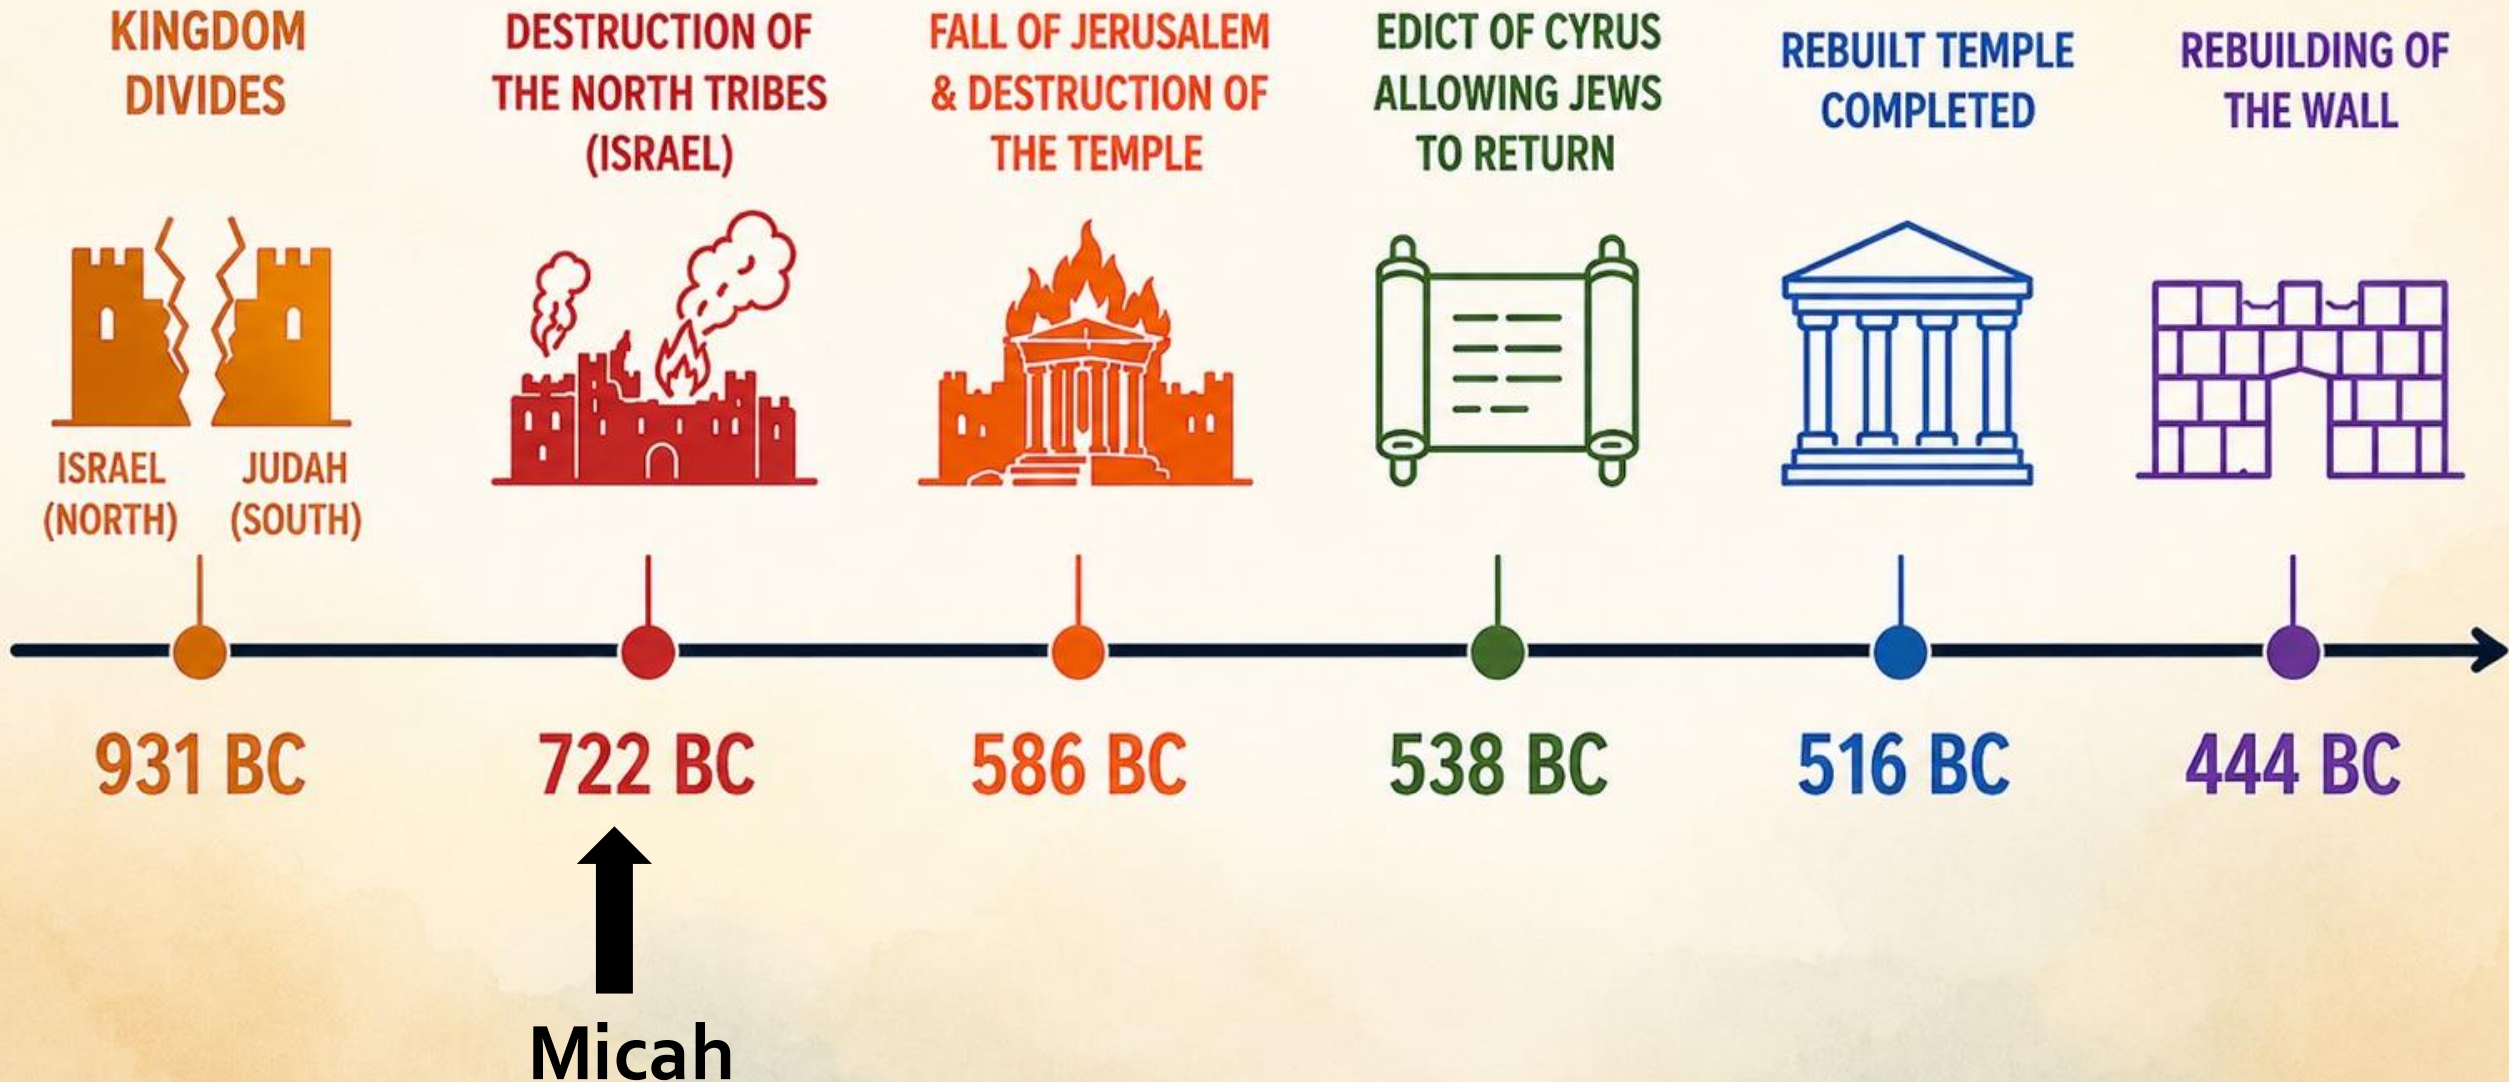 KINGDOM
DIVIDES
ISRAEL
(NORTH)
JUDAH
(SOUTH)
931 BC
DESTRUCTION OF
THE NORTH TRIBES
(ISRAEL)
722 BC
Micah
FALL OF JERUSALEM
& DESTRUCTION OF
THE TEMPLE
586 BC
EDICT OF CYRUS
ALLOWING JEWS
TO RETURN
538 BC
REBUILT TEMPLE
COMPLETED
516 BC
REBUILDING OF
THE WALL
444 BC